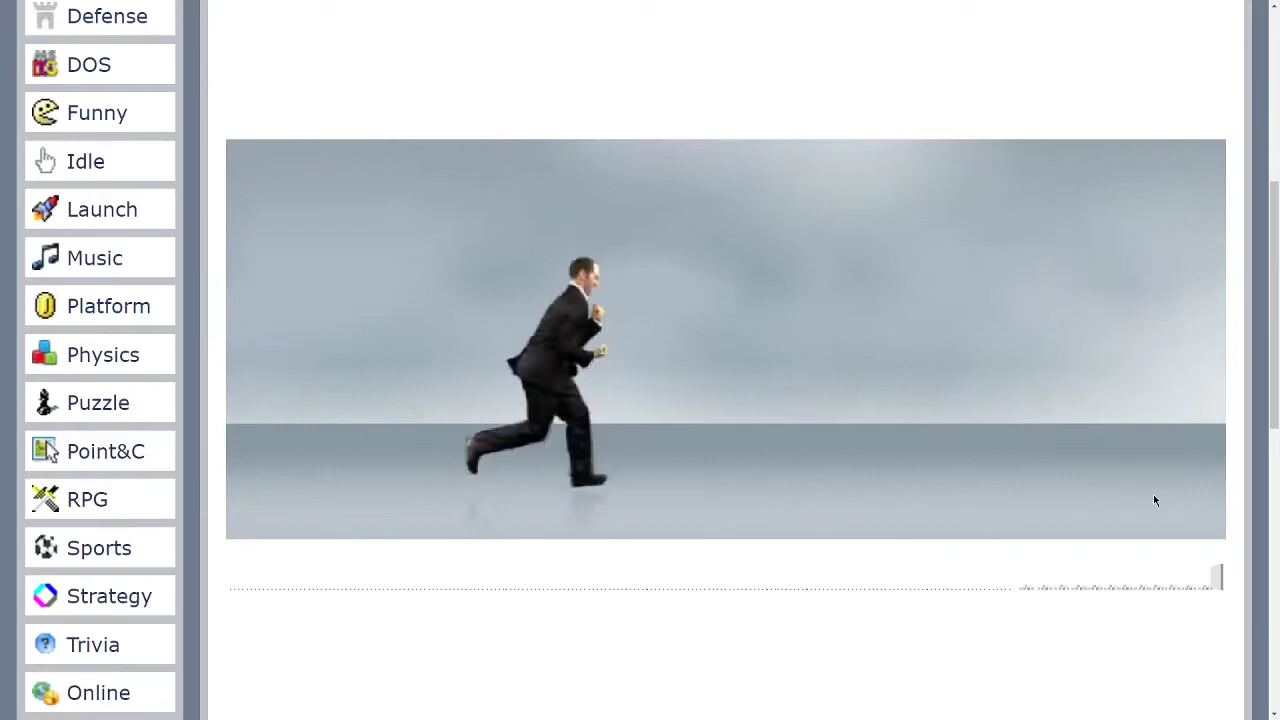 Defense
DOS
Funny
Idle
Launch
Music
Platform
Physics
Puzzle
Point&C
RPG
Sports
Strategy
Trivia
Online